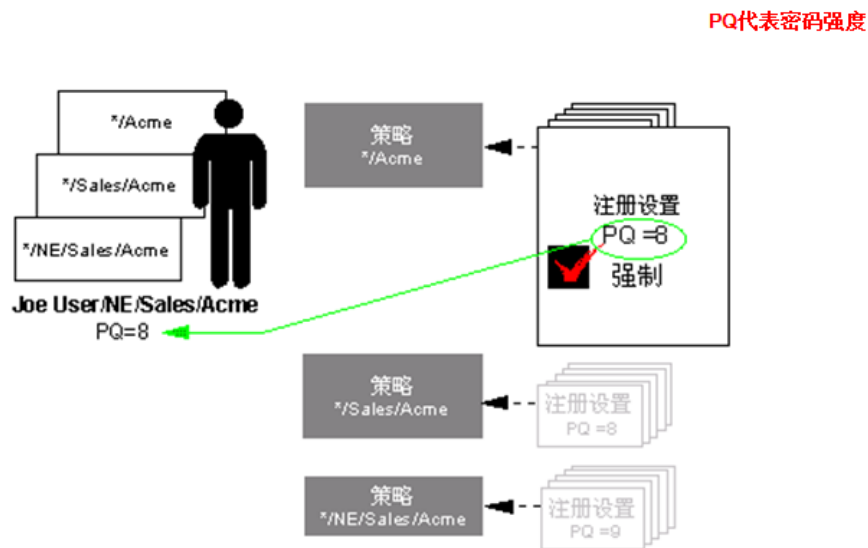 PQ代表密码强度
*/Acme
*/Sales/Acme
*/NE/Sales/Acme
Joe User/NE/Sales/Acme
PQ=8
策略
*/Acme
注册设置
PQ =8
强制
策略
*/Sales/Acme
注册设置
PQ =8
策略
*/NE/Sales/Acme
注册设置
PQ =9